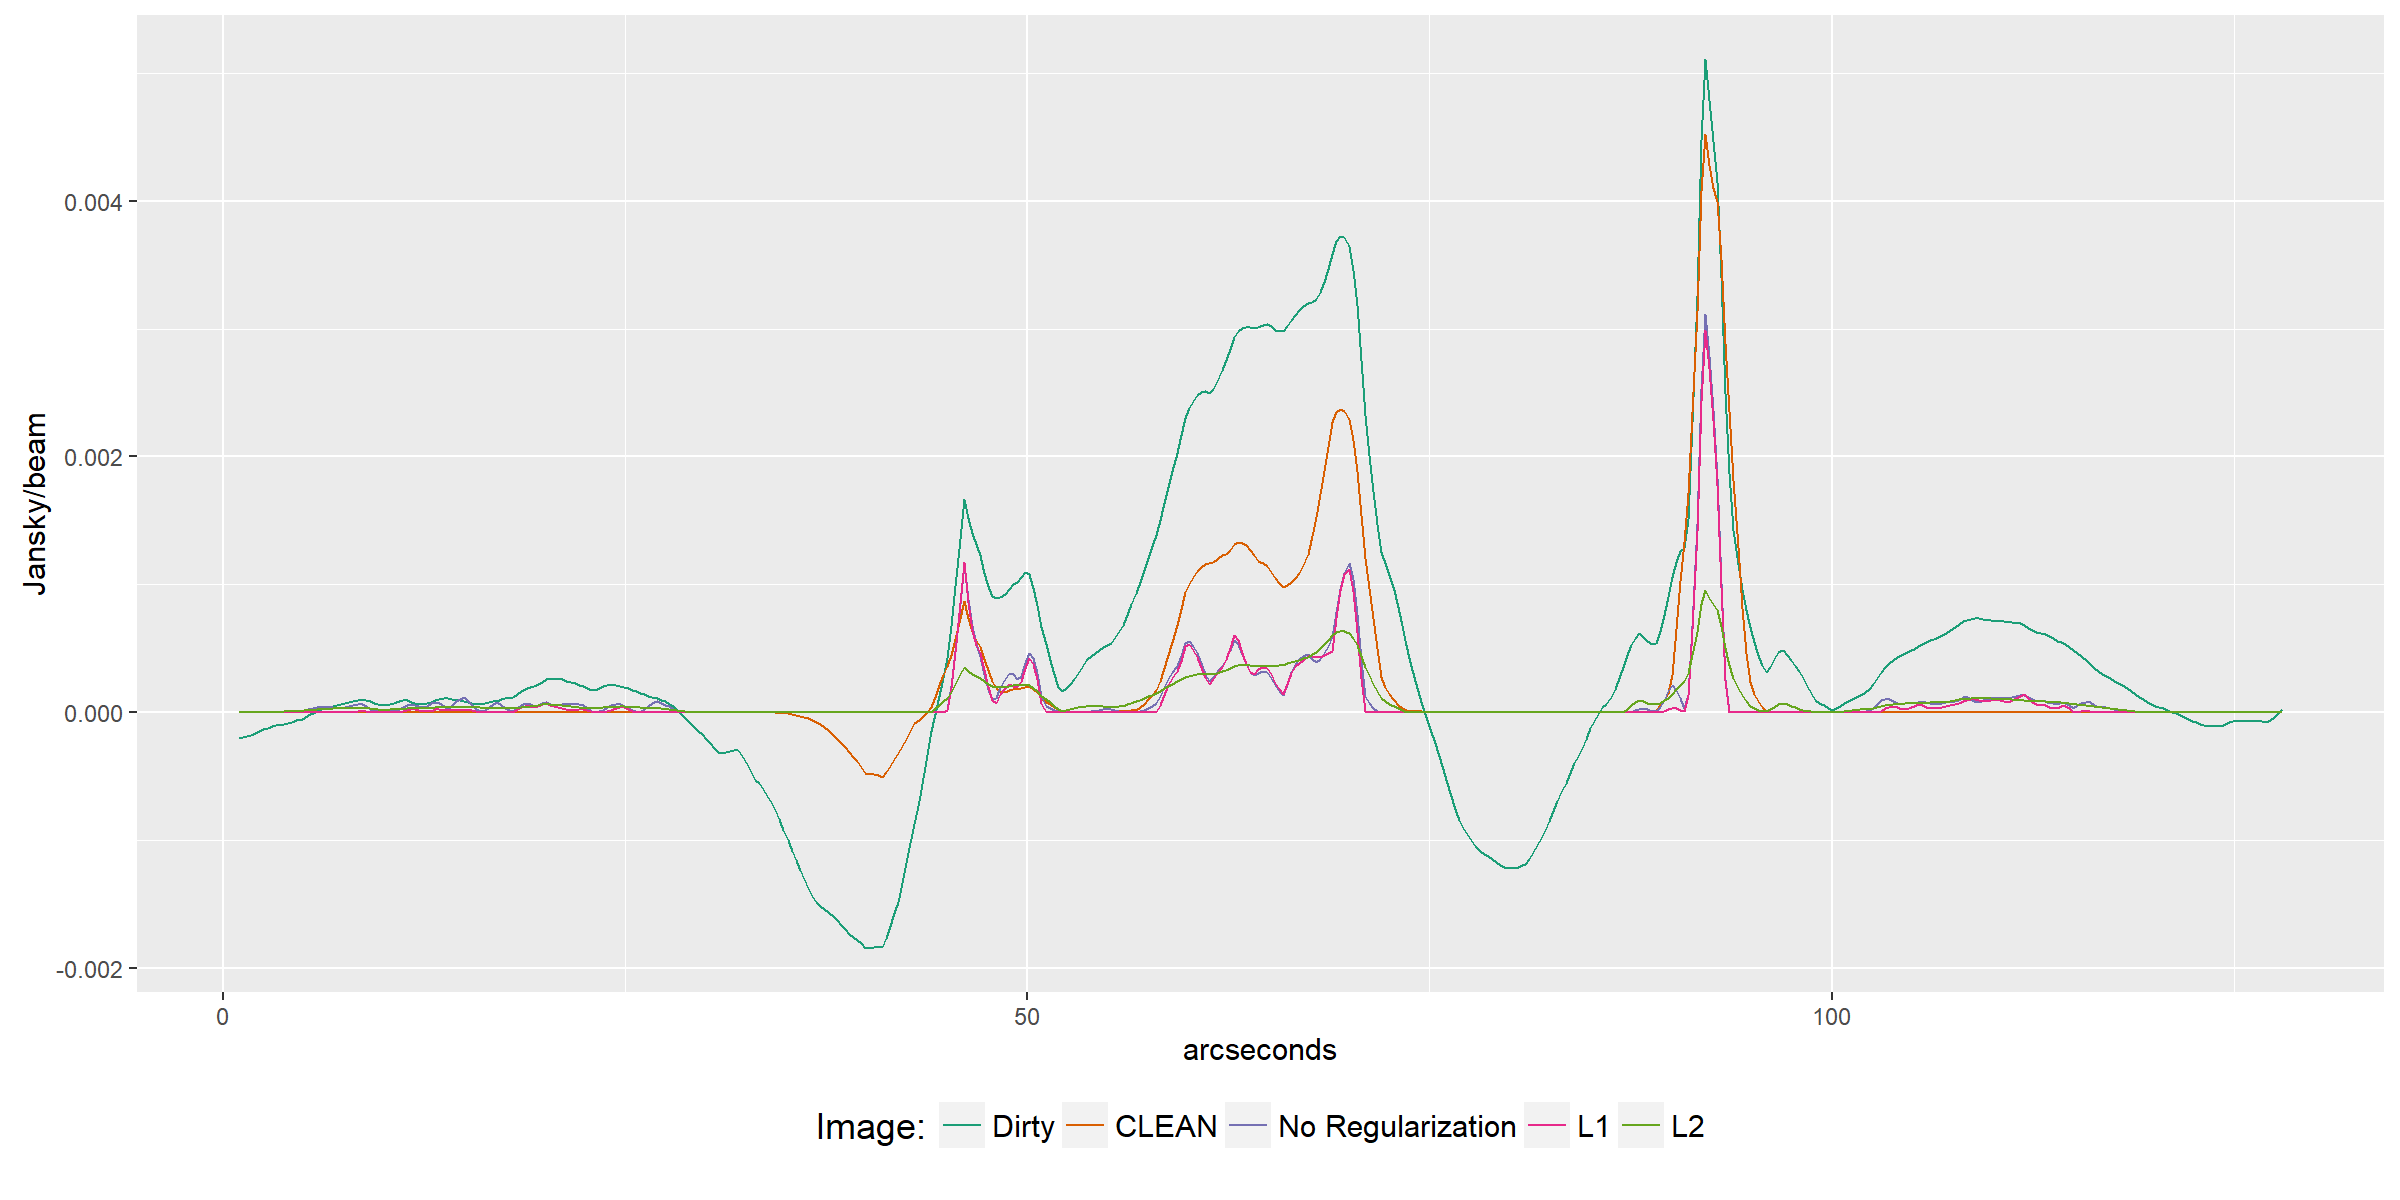 Jansky/beam
0.004
0.002
0.000
-0.002
0
50
100
arcseconds
Image: Dirty CLEAN No Regularization L1 L2